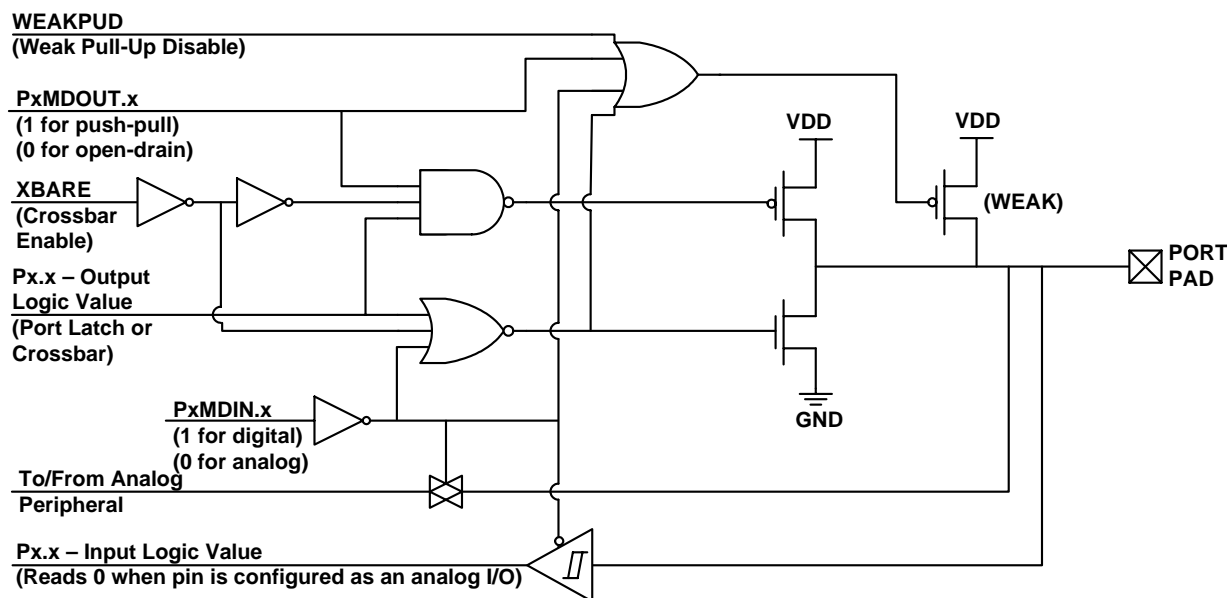 WEAKPUD
(Weak Pull-Up Disable)
PxMDOUT.x
(1 for push-pull)
(0 for open-drain)
XBARE
(Crossbar
Enable)
Px.x – Output
Logic Value
(Port Latch or
Crossbar)
PxMDIN.x
(1 for digital)
(0 for analog)
To/From Analog
Peripheral
Px.x – Input Logic Value
(Reads 0 when pin is configured as an analog I/O)
VDD
VDD
(WEAK)
GND
PORT
PAD